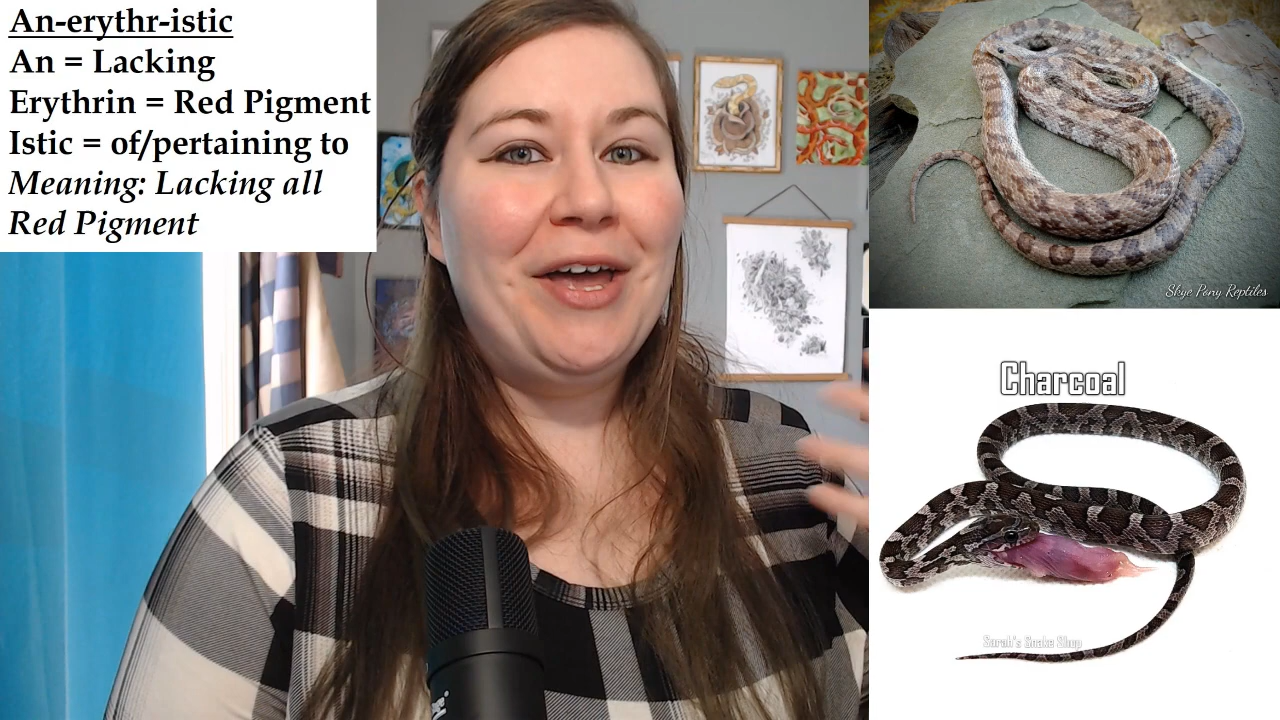 An-erythr-istic
An = Lacking
Erythrin = Red Pigment
Istic = of/pertaining to
Meaning: Lacking all
Red Pigment
Skye Pony Reptiles
Charcoal
Sarah's Snake Shop